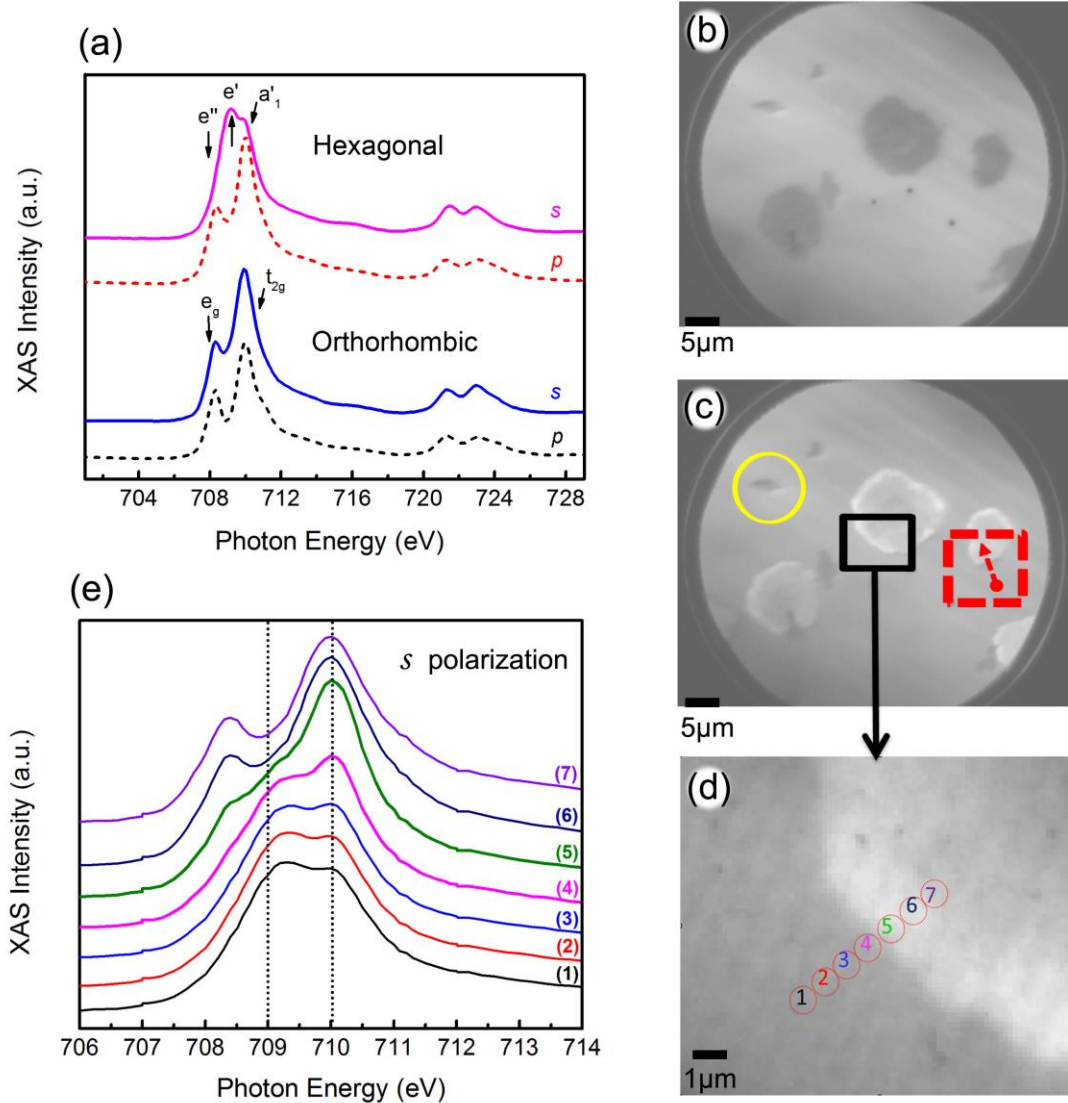 (a)
e"
e'
a'1
Hexagonal
s
p
eg
t2g
Orthorhombic
s
p
XAS Intensity (a.u.)
704 708 712 716 720 724 728
Photon Energy (eV)
(b)
5μm
(c)
5μm
(d)
1
2
3
4
5
6
7
1μm
(e)
s polarization
(7)
(6)
(5)
(4)
(3)
(2)
(1)
XAS Intensity (a.u.)
706 707 708 709 710 711 712 713 714
Photon Energy (eV)